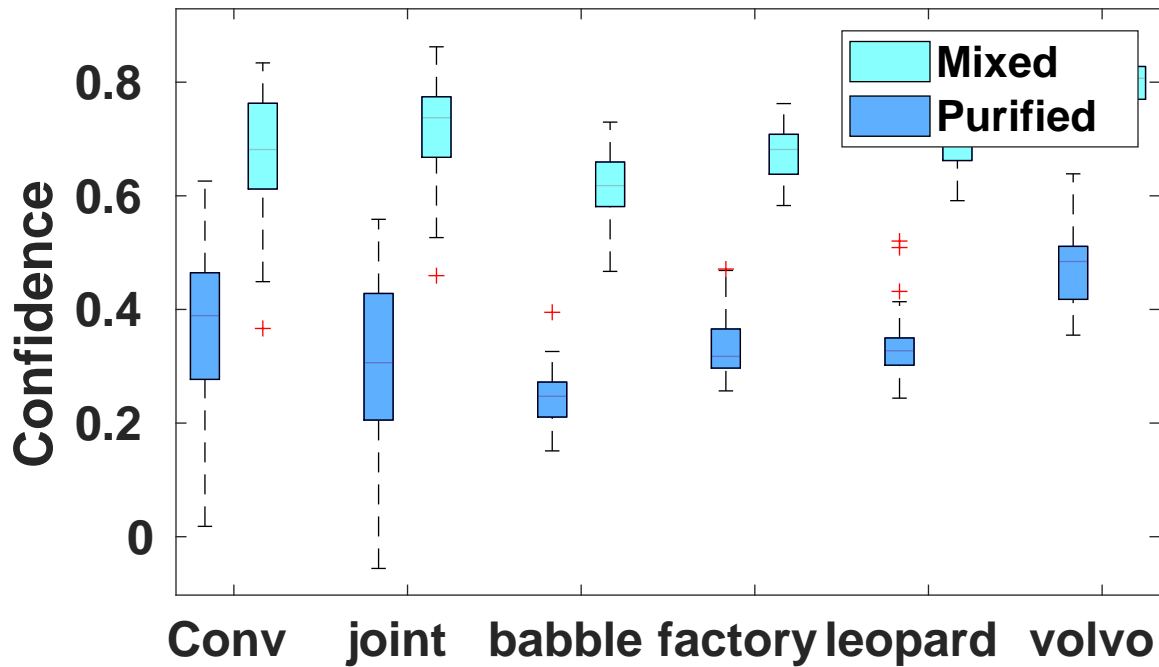 Mixed
Purified
0.8
0.6
0.4
0.2
0
Confidence
Conv joint babble factory leopard volvo